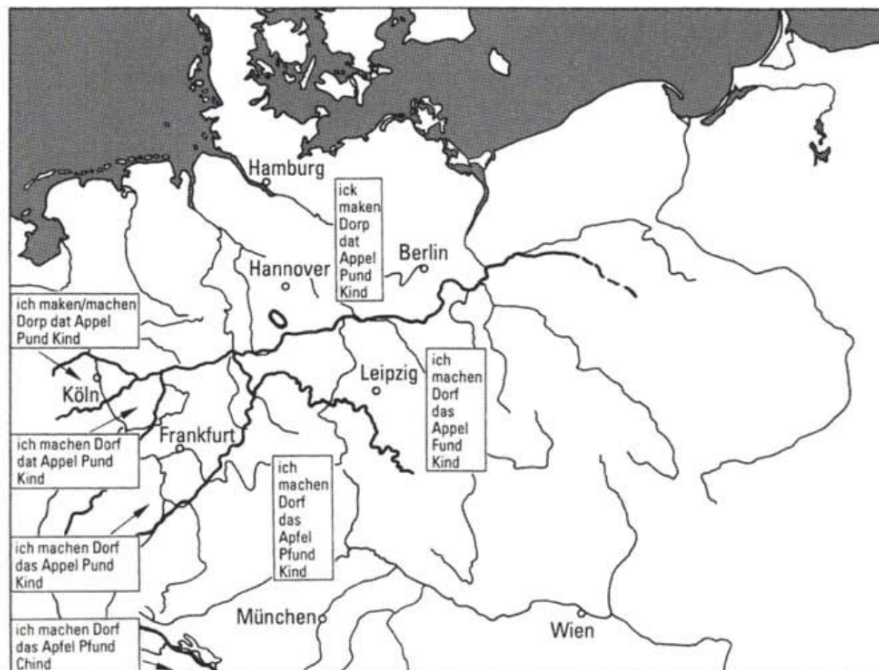 Hamburg
ick
maken
Dorp
dat
Appel
Pund
Kind
Berlin
Hannover
ich maken/machen
Dorp dat Appel
Pund Kind
Köln
Leipzig
ich
machen
Dorf
das
Appel
Fund
Kind
ich machen Dorf
dat Appel Pund
Kind
Frankfurt
ich
machen
Dorf
das
Apfel
Pfund
Kind
ich machen Dorf
das Appel Pund
Kind
München
Wien
ich machen Dorf
das Apfel Pfund
Chind